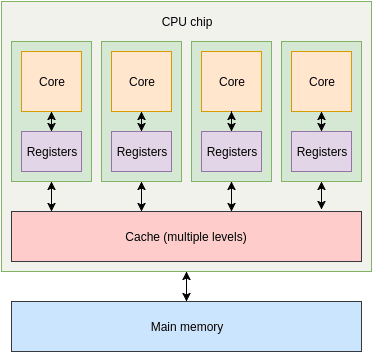 CPU chip
Core
Core
Core
Core
Registers
Registers
Registers
Registers
Cache (multiple levels)
Main memory